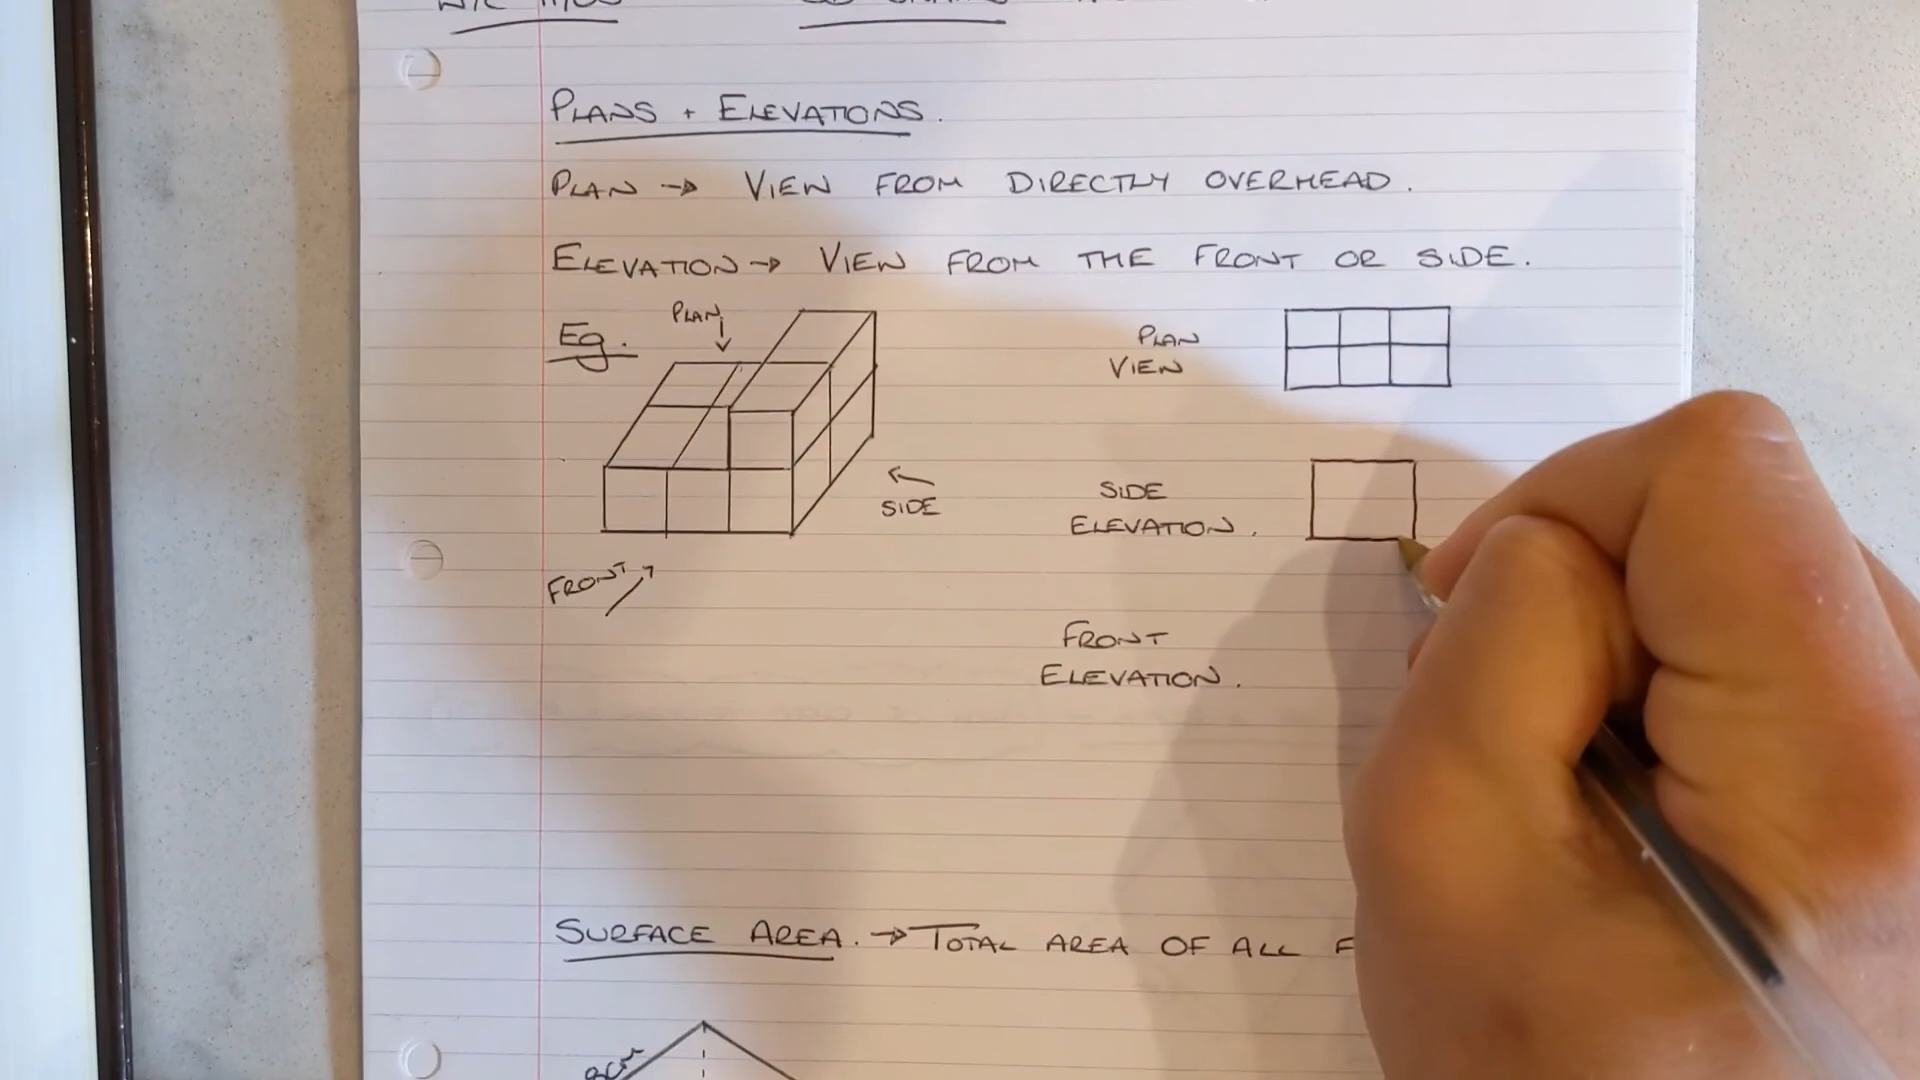 PLANS + ELEVATIONS.
PLAN → VIEW FROM DIRECTLY OVERHEAD.
ELEVATION → VIEW FROM THE FRONT OR SIDE.
Eg.
PLAN
SIDE
FRONT
PLAN
VIEW
SIDE
ELEVATION.
FRONT
ELEVATION.
SURFACE AREA. → TOTAL AREA OF ALL F